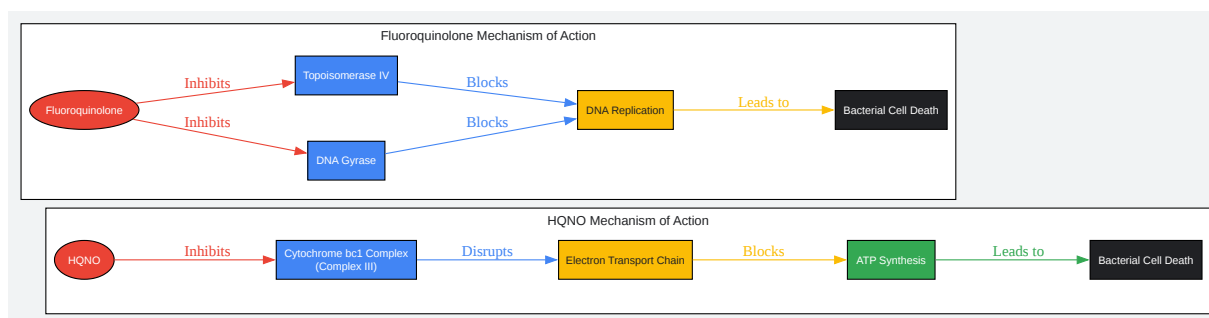 Fluoroquinolone Mechanism of Action
Fluoroquinolone
Inhibits
Inhibits
Topoisomerase IV
DNA Gyrase
Blocks
Blocks
DNA Replication
Leads to
Bacterial Cell Death
HQNO Mechanism of Action
HQNO
Inhibits
Cytochrome bc1 Complex
(Complex III)
Disrupts
Electron Transport Chain
Blocks
ATP Synthesis
Leads to
Bacterial Cell Death